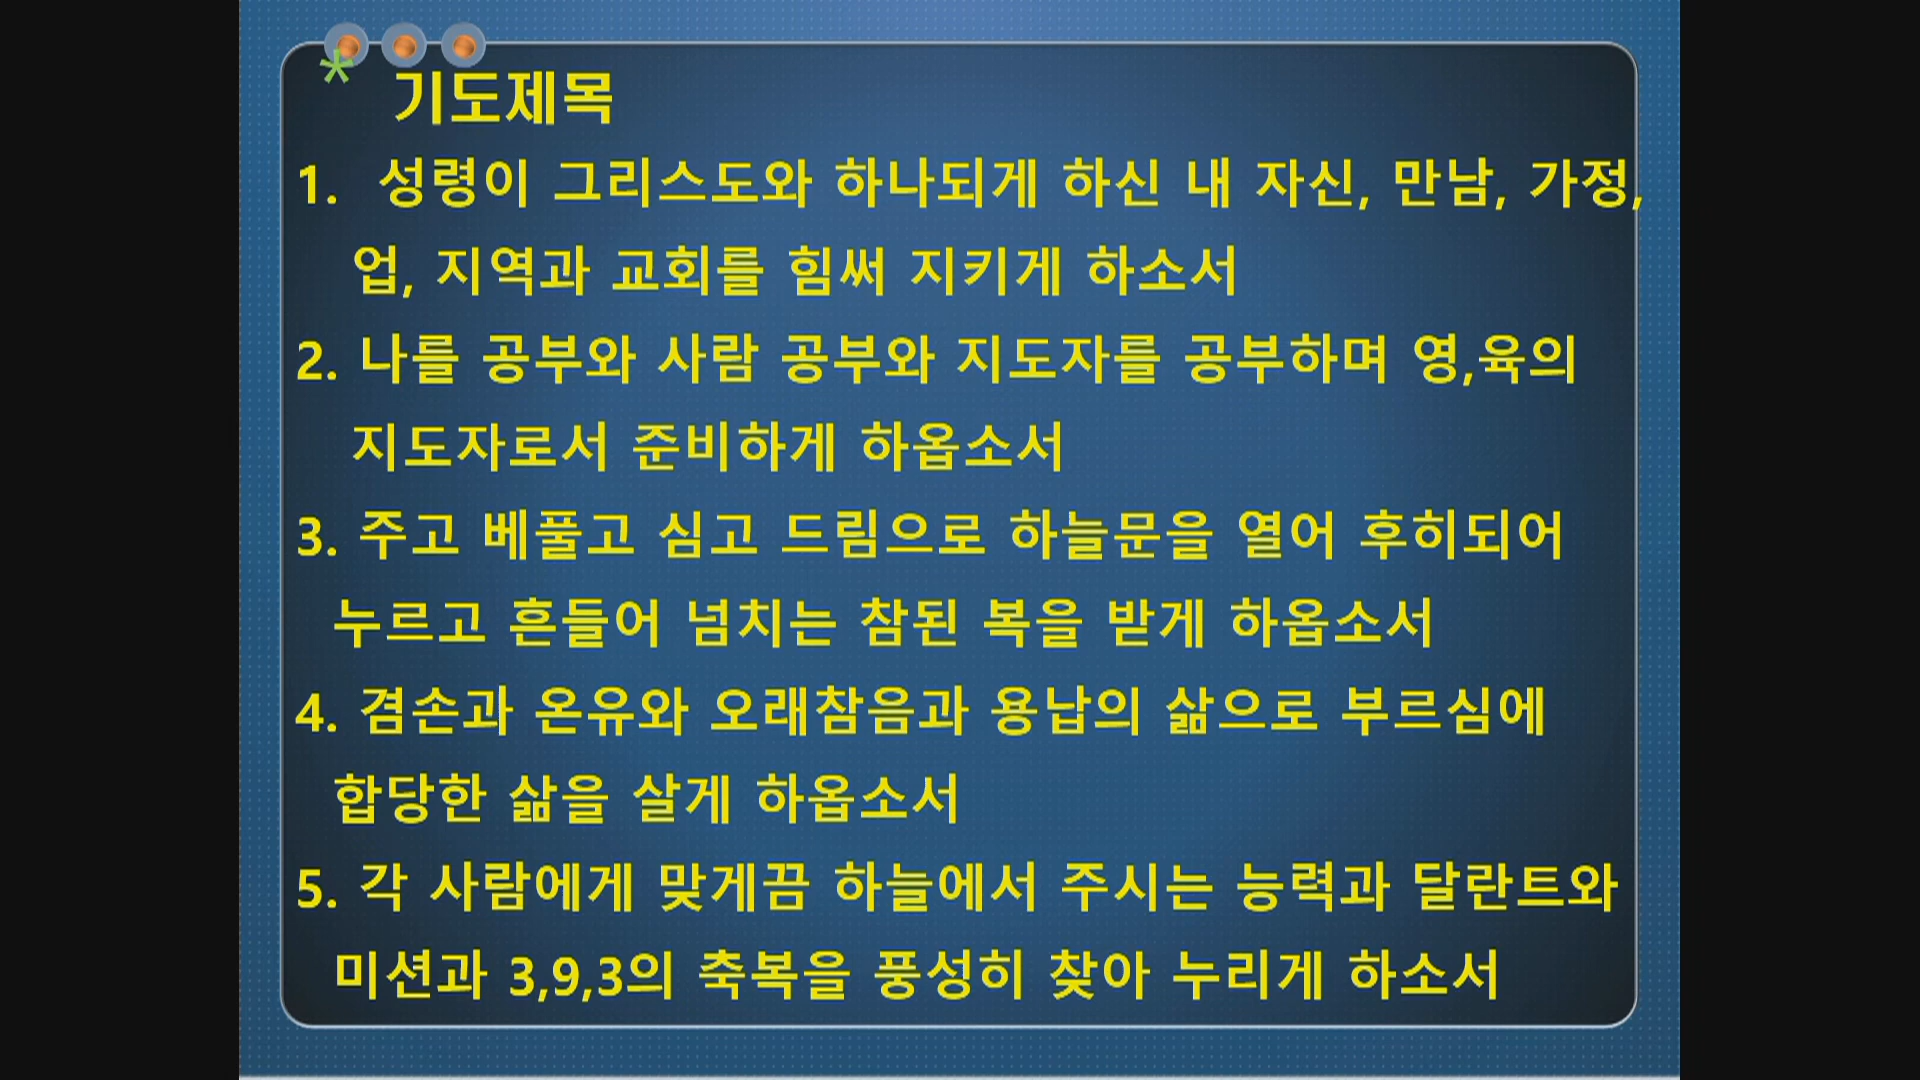 * 기도제목
1. 성령이 그리스도와 하나되게 하신 내 자신, 만남, 가정,
업, 지역과 교회를 힘써 지키게 하소서
2. 나를 공부와 사람 공부와 지도자를 공부하며 영,육의
지도자로서 준비하게 하옵소서
3. 주고 베풀고 심고 드림으로 하늘문을 열어 후히되어
누르고 흔들어 넘치는 참된 복을 받게 하옵소서
4. 겸손과 온유와 오래참음과 용납의 삶으로 부르심에
합당한 삶을 살게 하옵소서
5. 각 사람에게 맞게끔 하늘에서 주시는 능력과 달란트와
미션과 3,9,3의 축복을 풍성히 찾아 누리게 하소서